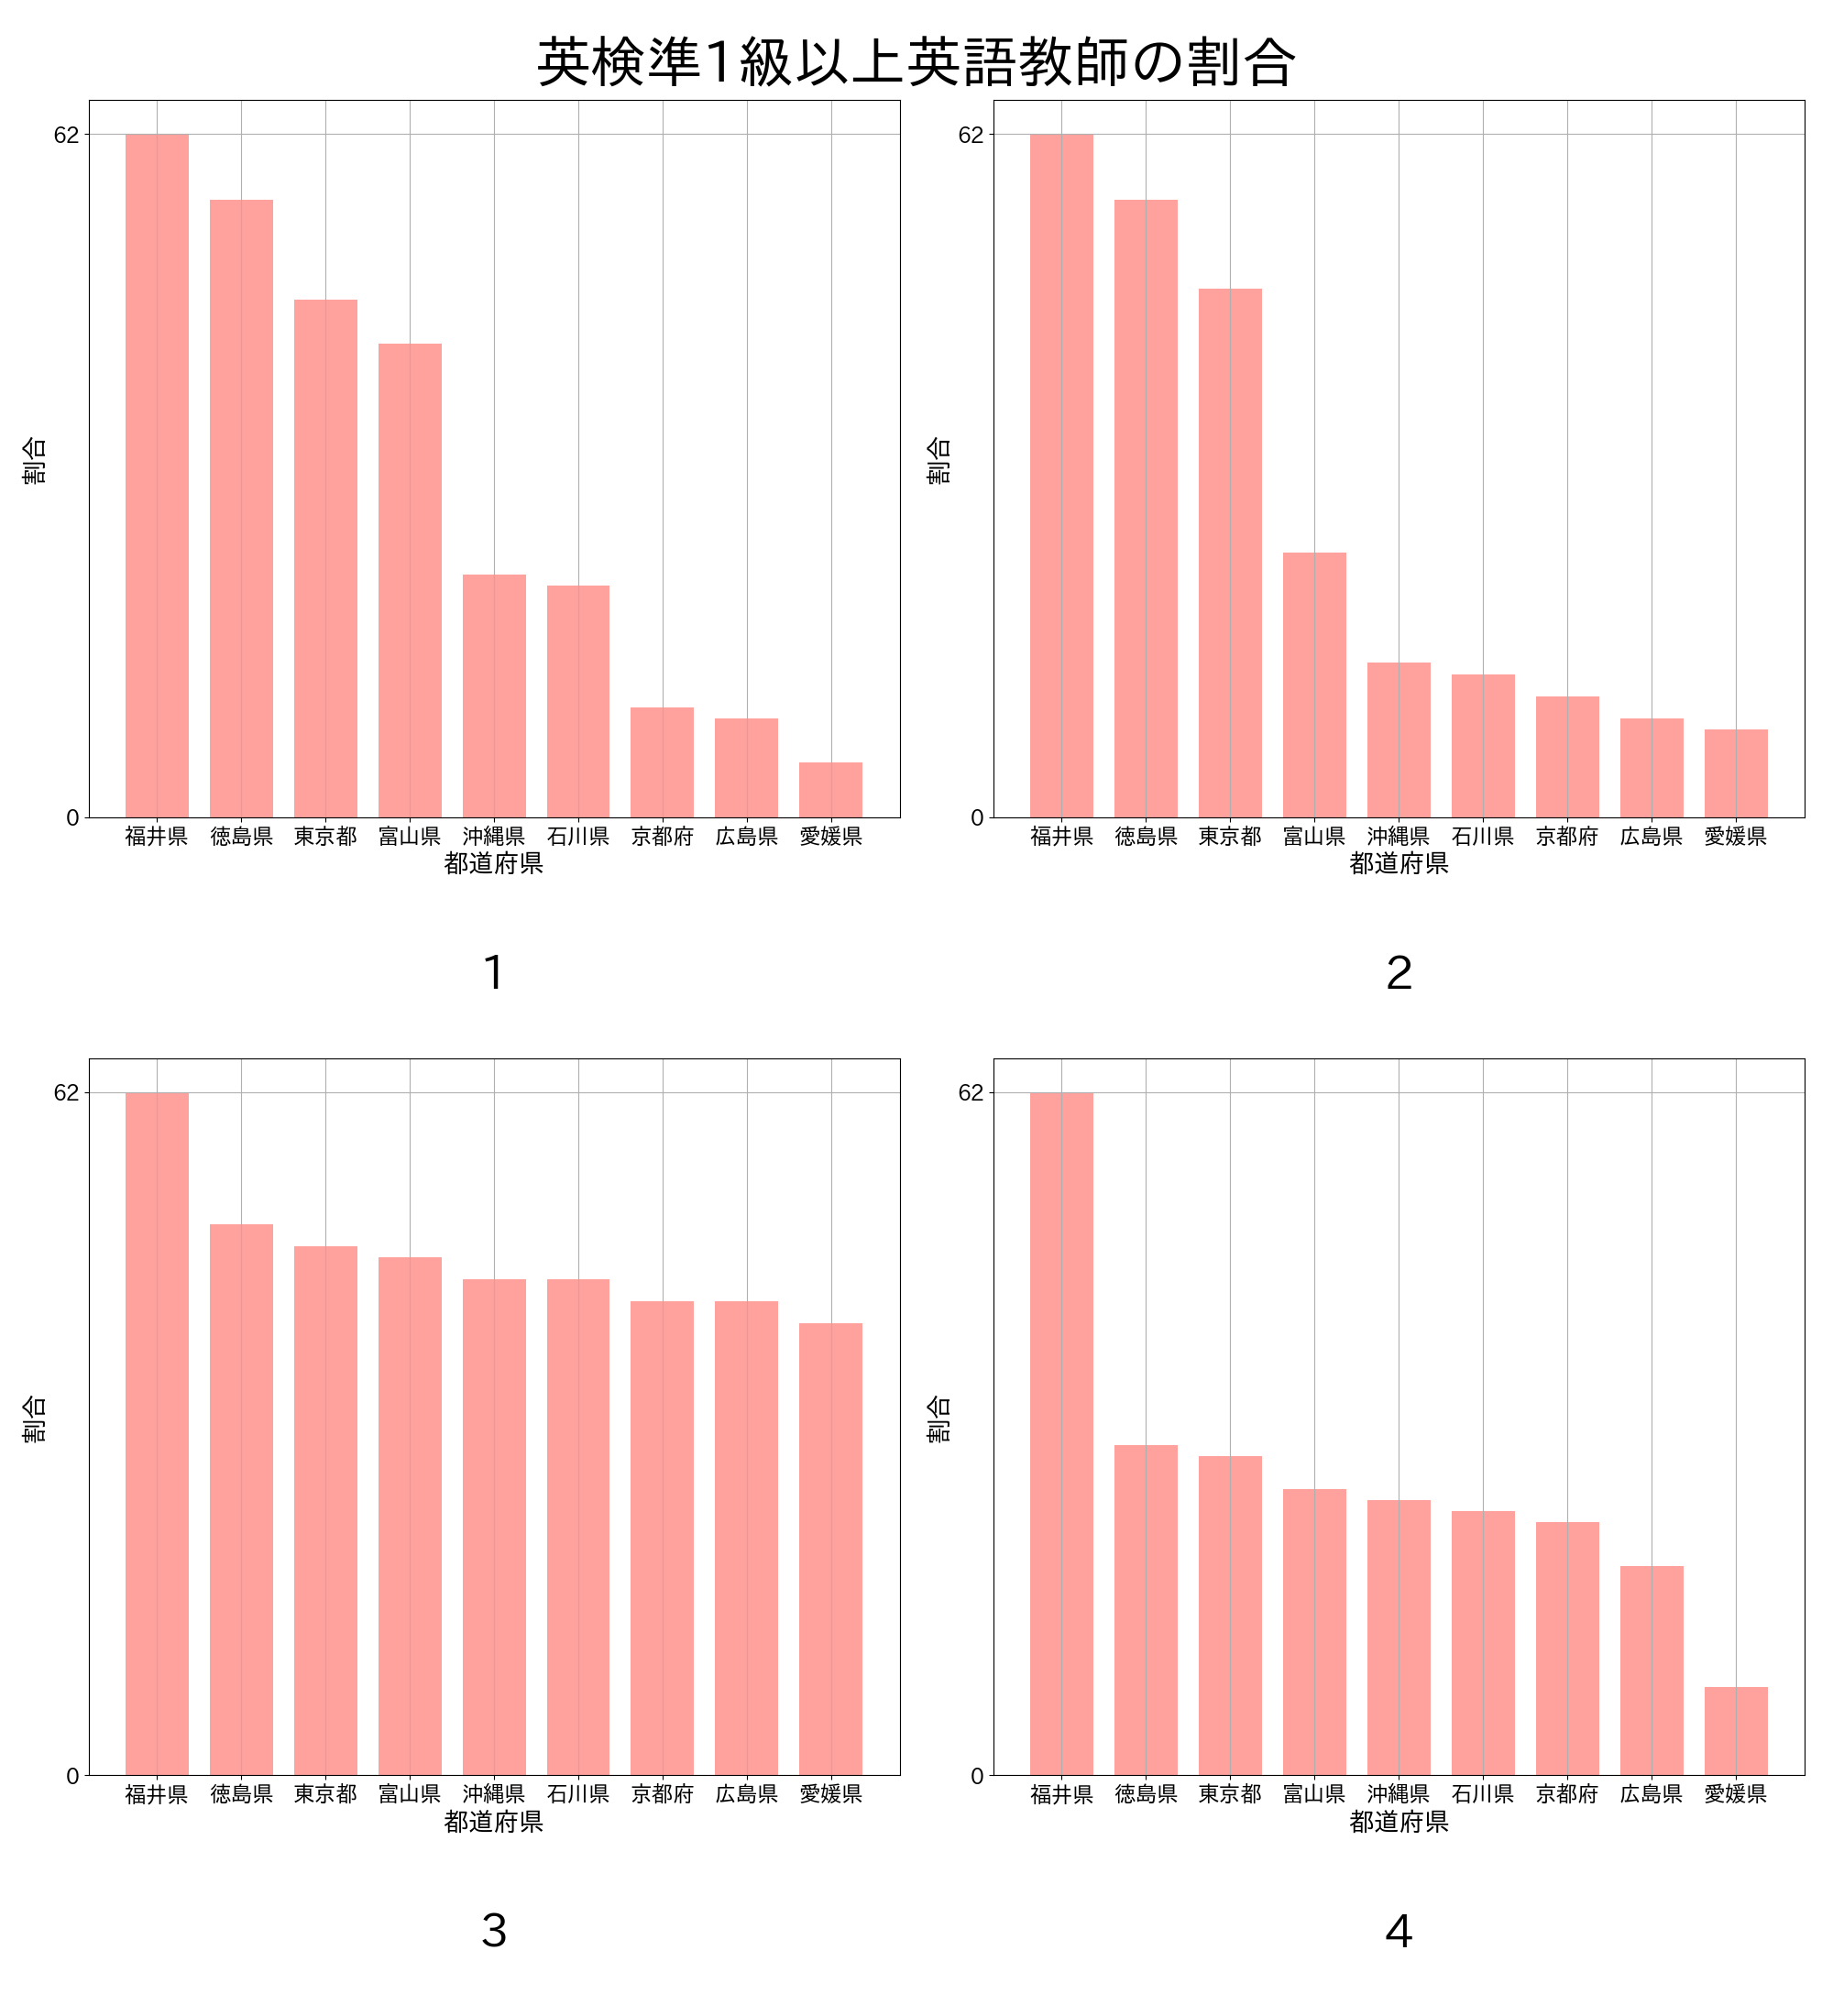 英検準1級以上英語教師の割合
62
0
割合
福井県 徳島県 東京都 富山県 沖縄県 石川県 京都府 広島県 愛媛県
都道府県
1
62
0
割合
福井県 徳島県 東京都 富山県 沖縄県 石川県 京都府 広島県 愛媛県
都道府県
2
62
0
割合
福井県 徳島県 東京都 富山県 沖縄県 石川県 京都府 広島県 愛媛県
都道府県
3
62
0
割合
福井県 徳島県 東京都 富山県 沖縄県 石川県 京都府 広島県 愛媛県
都道府県
4